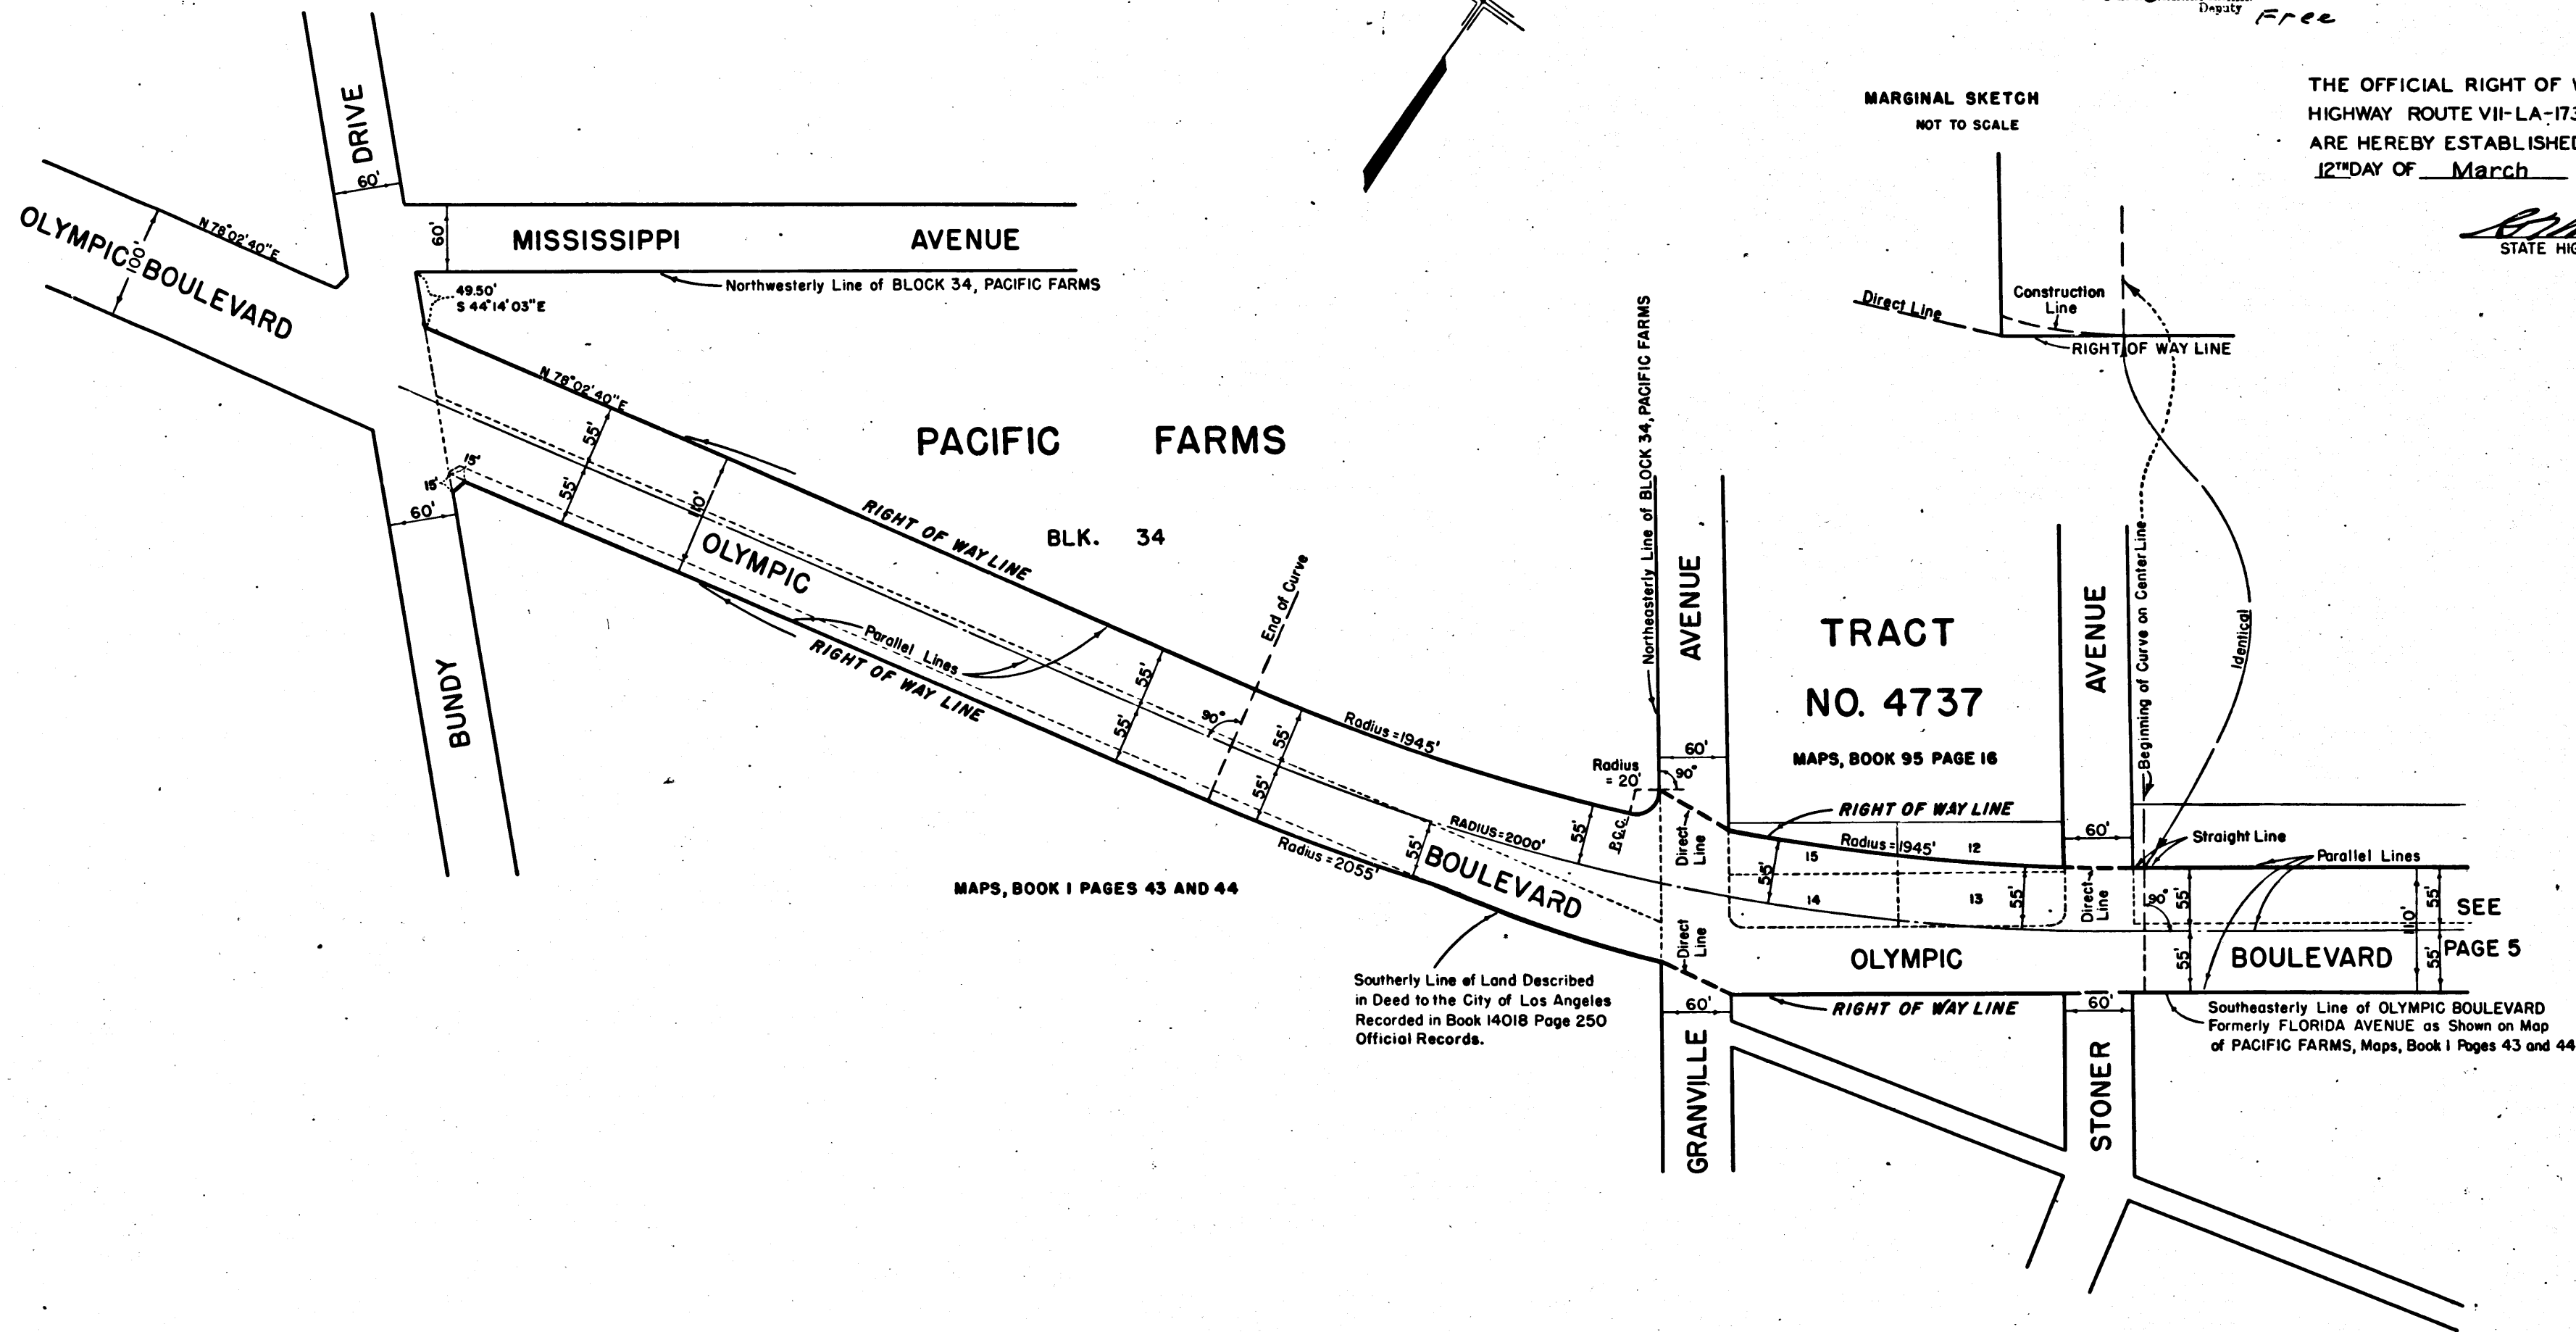 Deputy Free
THE OFFICIAL RIGHT OF
HIGHWAY ROUTE VII-LA-173
ARE HEREBY ESTABLISHED
12TH DAY OF March
STATE HIG
MARGINAL SKETCH
NOT TO SCALE
Direct Line
Construction
Line
RIGHT OF WAY LINE
Identical
DRIVE
60'
OLYMPIC BOULEVARD
100'
N 78°02'40"E
60'
MISSISSIPPI AVENUE
Northwesterly Line of BLOCK 34, PACIFIC FARMS
49.50'
S 44°14'03"E
N 78°02'40"E
55'
55'
110'
15'
15'
60'
BUNDY
PACIFIC FARMS
BLK. 34
RIGHT OF WAY LINE
OLYMPIC
Parallel Lines
RIGHT OF WAY LINE
End of Curve
90°
55'
55'
55'
55'
Radius = 1945'
RADIUS=2000'
Radius = 2055'
55'
55'
P.C.C.
Radius
= 20'
BOULEVARD
MAPS, BOOK 1 PAGES 43 AND 44
Southerly Line of Land Described
in Deed to the City of Los Angeles
Recorded in Book 14018 Page 250
Official Records.
Northeasterly Line of BLOCK 34, PACIFIC FARMS
AVENUE
60'
90°
Direct
Line
Direct
Line
60'
GRANVILLE
TRACT
NO. 4737
MAPS, BOOK 95 PAGE 16
RIGHT OF WAY LINE
Radius = 1945'
15
12
14
13
55'
55'
OLYMPIC
RIGHT OF WAY LINE
AVENUE
60'
Direct
Line
60'
STONER
Beginning of Curve on Center Line
Straight Line
Parallel Lines
90°
55'
55'
110'
55'
55'
BOULEVARD
SEE
PAGE 5
Southeasterly Line of OLYMPIC BOULEVARD
Formerly FLORIDA AVENUE as Shown on Map
of PACIFIC FARMS, Maps, Book 1 Pages 43 and 44